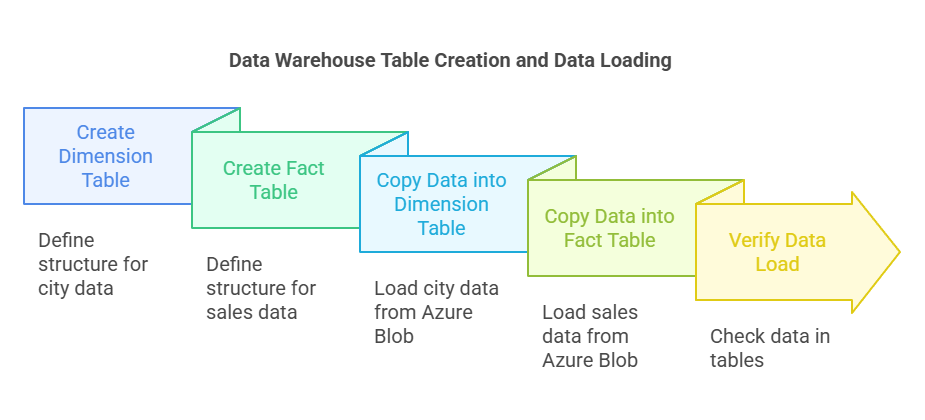 Data Warehouse Table Creation and Data Loading
Create
Dimension
Table
Define
structure for
city data
Create Fact
Table
Define
structure for
sales data
Copy Data into
Dimension
Table
Load city data
from Azure
Blob
Copy Data into
Fact Table
Load sales
data from
Azure Blob
Verify Data
Load
Check data in
tables